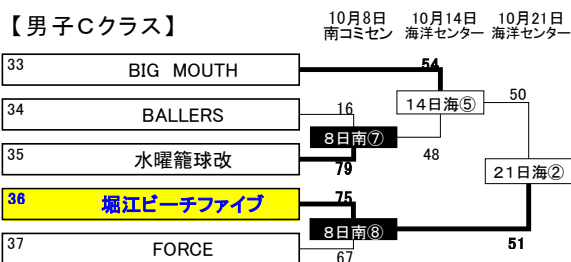 【男子Cクラス】
10月8日 10月14日 10月21日
南コミセン 海洋センター 海洋センター
33 BIG MOUTH
54
34 BALLERS
16
14日海⑤
50
8日南⑦
35 水曜籠球改
79
48
21日海②
36 堀江ビーチファイブ
75
8日南⑧
51
37 FORCE
67